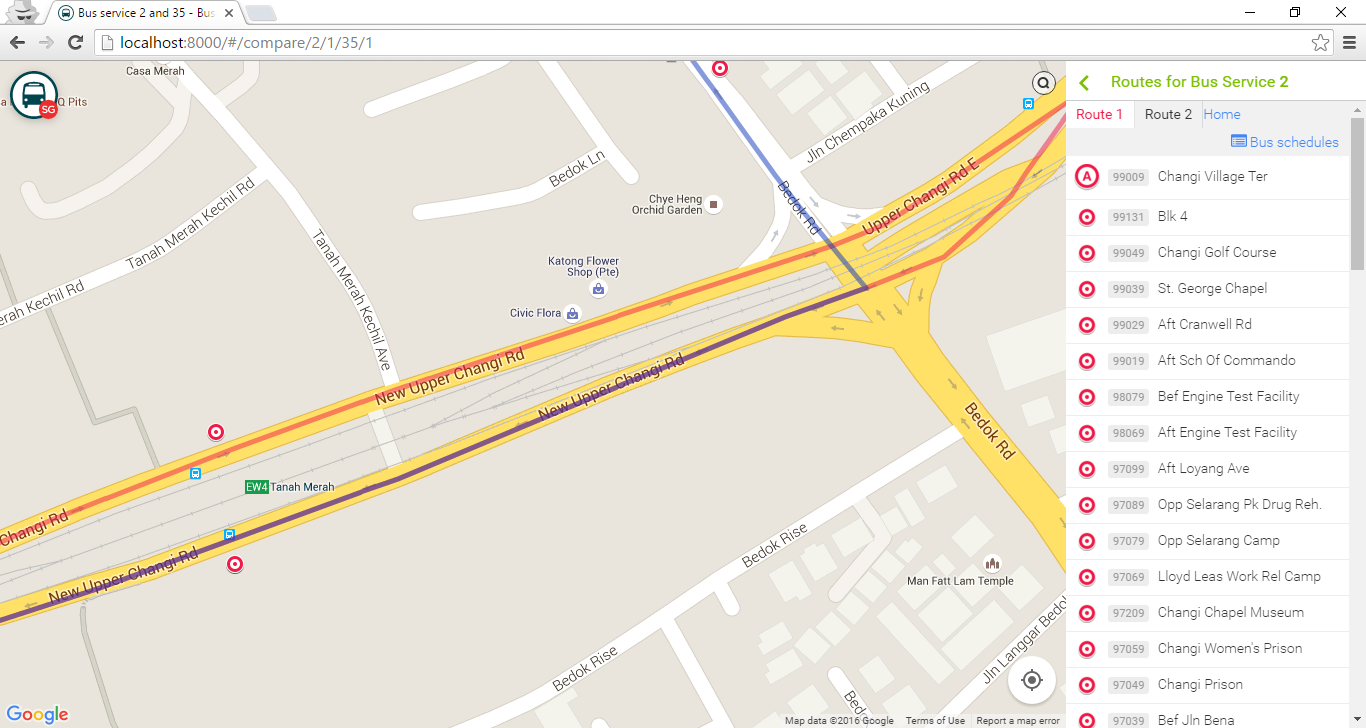 Bus service 2 and 35 - Bus
localhost:8000/#/compare/2/1/35/1
Casa Merah
Q Pits
SG
Jln Chempaka Kuning
Bedok Ln
Chye Heng
Orchid Garden
Bedok Rd
Upper Changi Rd E
Tanah Merah Kechil Rd
Tanah Merah Kechil Ave
Katong Flower
Shop (Pte)
Civic Flora
erah Kechil Rd
New Upper Changi Rd
New Upper Changi Rd
Bedok Rd
EW4 Tanah Merah
Changi Rd
New Upper Changi Rd
Bedok Rise
Man Fatt Lam Temple
Bedok Rise
Jln Langgar Bedok
Bedok
Google
Map data ©2016 Google Terms of Use Report a map error
Routes for Bus Service 2
Route 1 Route 2 Home
Bus schedules
A 99009 Changi Village Ter
99131 Blk 4
99049 Changi Golf Course
99039 St. George Chapel
99029 Aft Cranwell Rd
99019 Aft Sch Of Commando
98079 Bef Engine Test Facility
98069 Aft Engine Test Facility
97099 Aft Loyang Ave
97089 Opp Selarang Pk Drug Reh.
97079 Opp Selarang Camp
97069 Lloyd Leas Work Rel Camp
97209 Changi Chapel Museum
97059 Changi Women's Prison
97049 Changi Prison
97039 Bef Jln Bena